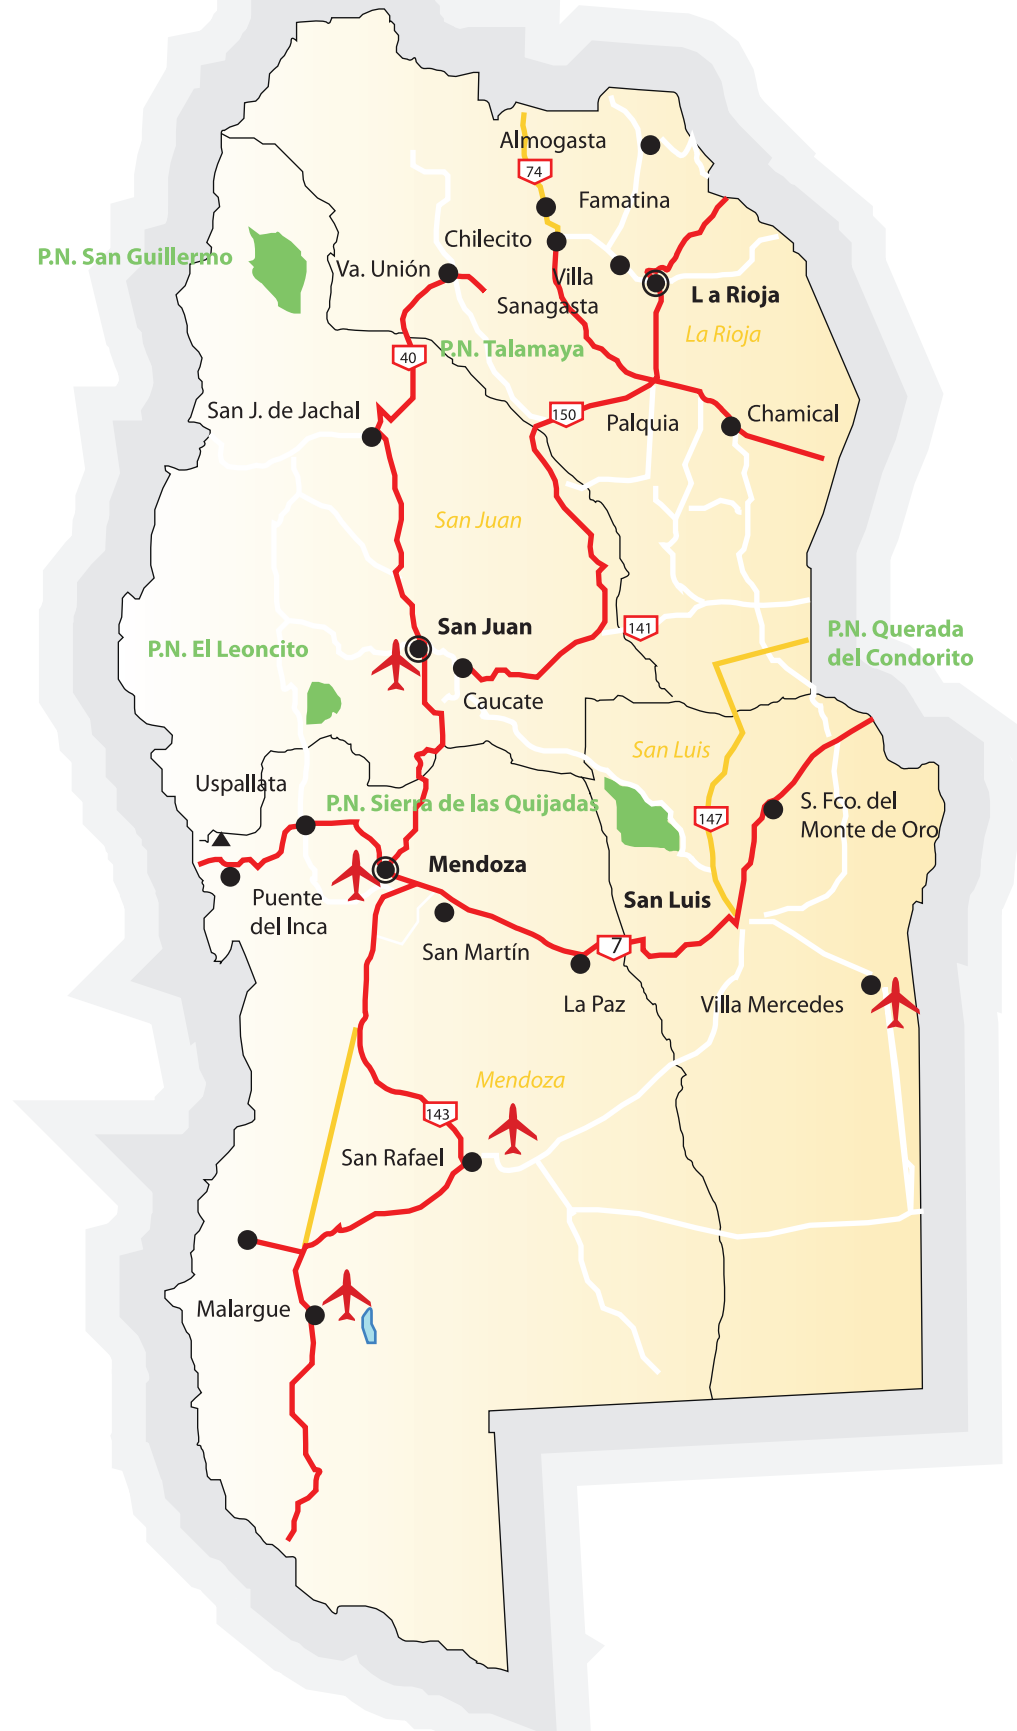 Almogasta
74
Famatina
Chilecito
P.N. San Guillermo
Va. Unión
Villa
Sanagasta
L a Rioja
La Rioja
P.N. Talamaya
40
San J. de Jachal
150
Palquia
Chamical
San Juan
San Juan
141
P.N. Querada
del Condorito
P.N. El Leoncito
Caucate
San Luis
Uspallata
P.N. Sierra de las Quijadas
147
S. Fco. del
Monte de Oro
Mendoza
Puente
del Inca
San Luis
San Martín
7
La Paz
Villa Mercedes
Mendoza
143
San Rafael
Malargue